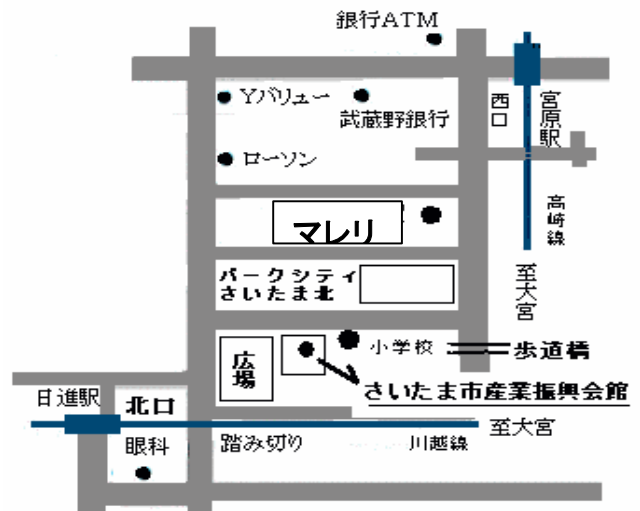 銀行ATM
Yバリュー
武蔵野銀行
西口
宮原駅
ローソン
マレリ
高崎線
至大宮
パークシティ
さいたま北
広場
小学校
歩道橋
さいたま市産業振興会館
日進駅
北口
眼科
踏み切り
川越線
至大宮